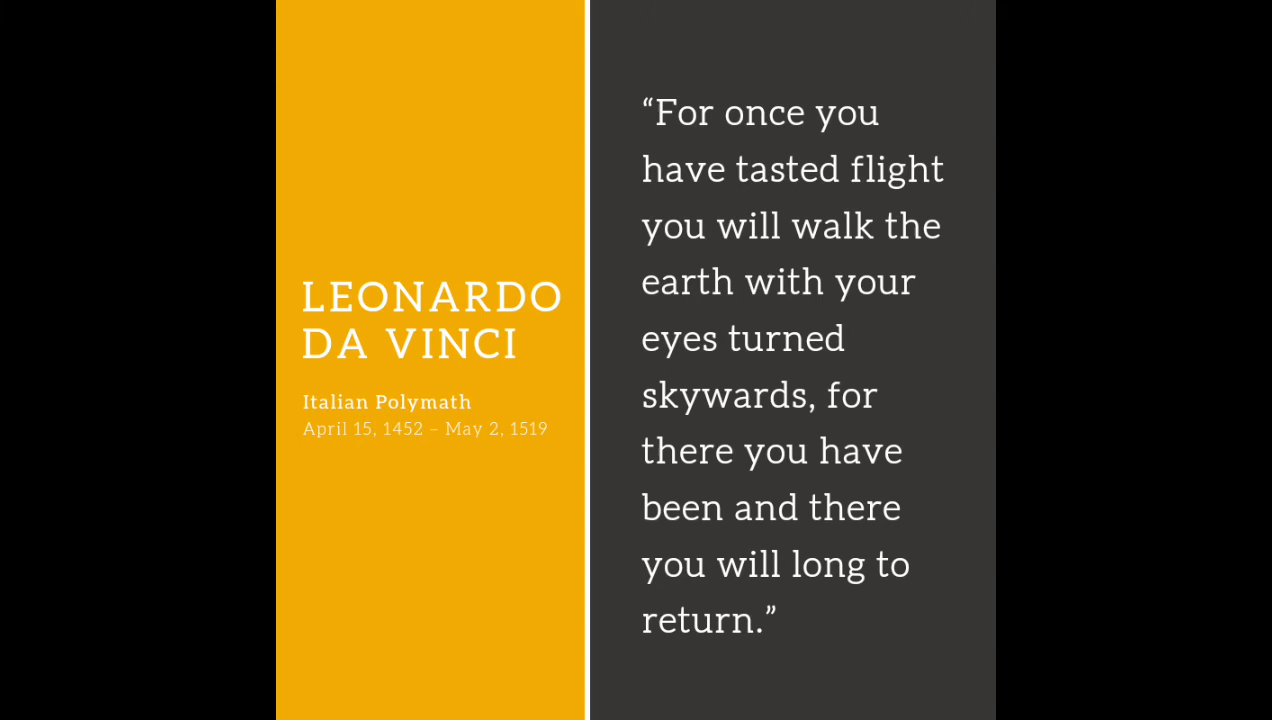 LEONARDO
DA VINCI
Italian Polymath
April 15, 1452 – May 2, 1519
“For once you
have tasted flight
you will walk the
earth with your
eyes turned
skywards, for
there you have
been and there
you will long to
return.”